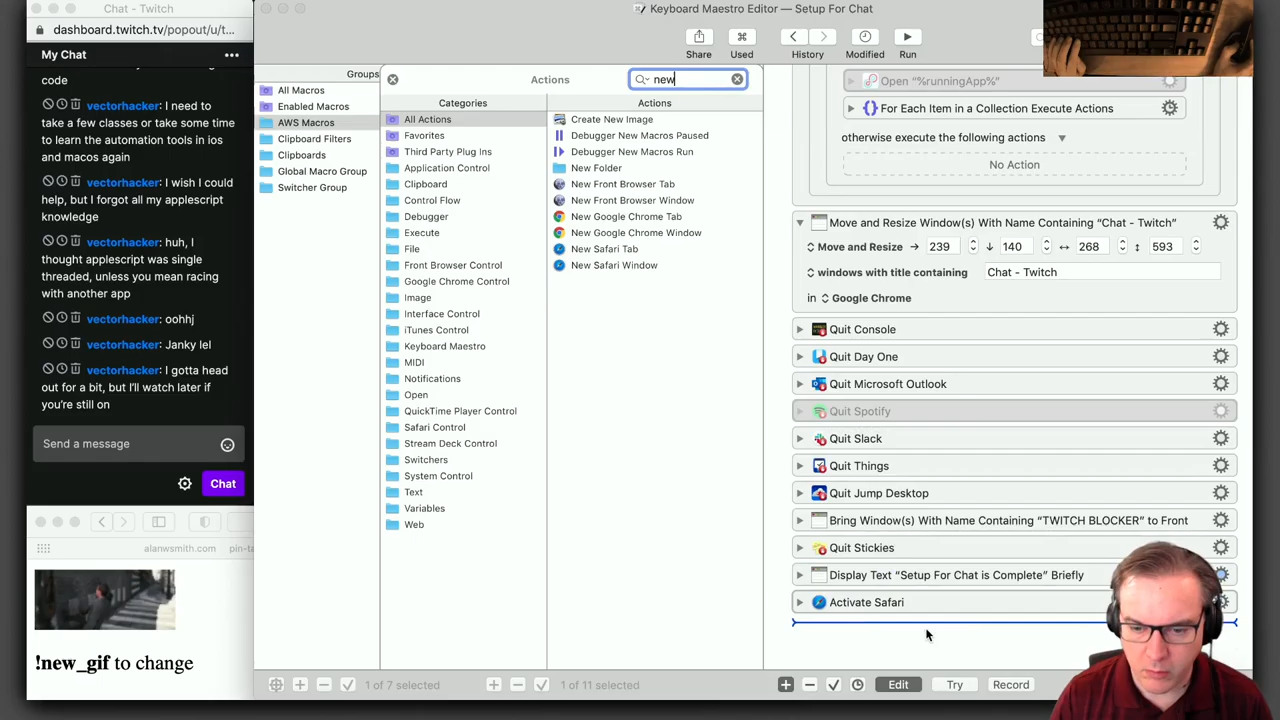 Chat - Twitch
dashboard.twitch.tv/popout/u/t...
My Chat
code
vectorhacker: I need to
take a few classes or take some
time to learn the automation
tools in ios
and macos again
vectorhacker: I wish I could
help, but I forgot all my applescript
knowledge
vectorhacker: huh, I
thought applescript was single
threaded, unless you mean racing
with another app
vectorhacker: oohhj
vectorhacker: Janky lel
vectorhacker: I gotta head
out for a bit, but I'll watch later if
you're still on
Send a message
Chat
alanwsmith.com pin-ta
!new_gif to change
Keyboard Maestro Editor — Setup For Chat
Share
Used
History
Modified
Run
Groups
All Macros
Enabled Macros
AWS Macros
Clipboard Filters
Clipboards
Global Macro Group
Switcher Group
Actions
new
Categories
All Actions
Favorites
Third Party Plug Ins
Application Control
Clipboard
Control Flow
Debugger
Execute
File
Front Browser Control
Google Chrome Control
Image
Interface Control
iTunes Control
Keyboard Maestro
MIDI
Notifications
Open
QuickTime Player Control
Safari Control
Stream Deck Control
Switchers
System Control
Text
Variables
Web
Actions
Create New Image
Debugger New Macros Paused
Debugger New Macros Run
New Folder
New Front Browser Tab
New Front Browser Window
New Google Chrome Tab
New Google Chrome Window
New Safari Tab
New Safari Window
Open "%runningApp%"
For Each Item in a Collection Execute Actions
otherwise execute the following actions
No Action
Move and Resize Window(s) With Name Containing “Chat - Twitch”
Move and Resize 239 140 268 593
windows with title containing Chat - Twitch
in Google Chrome
Quit Console
Quit Day One
Quit Microsoft Outlook
Quit Spotify
Quit Slack
Quit Things
Quit Jump Desktop
Bring Window(s) With Name Containing “TWITCH BLOCKER” to Front
Quit Stickies
Display Text “Setup For Chat is Complete” Briefly
Activate Safari
1 of 7 selected
1 of 11 selected
Edit
Try
Record